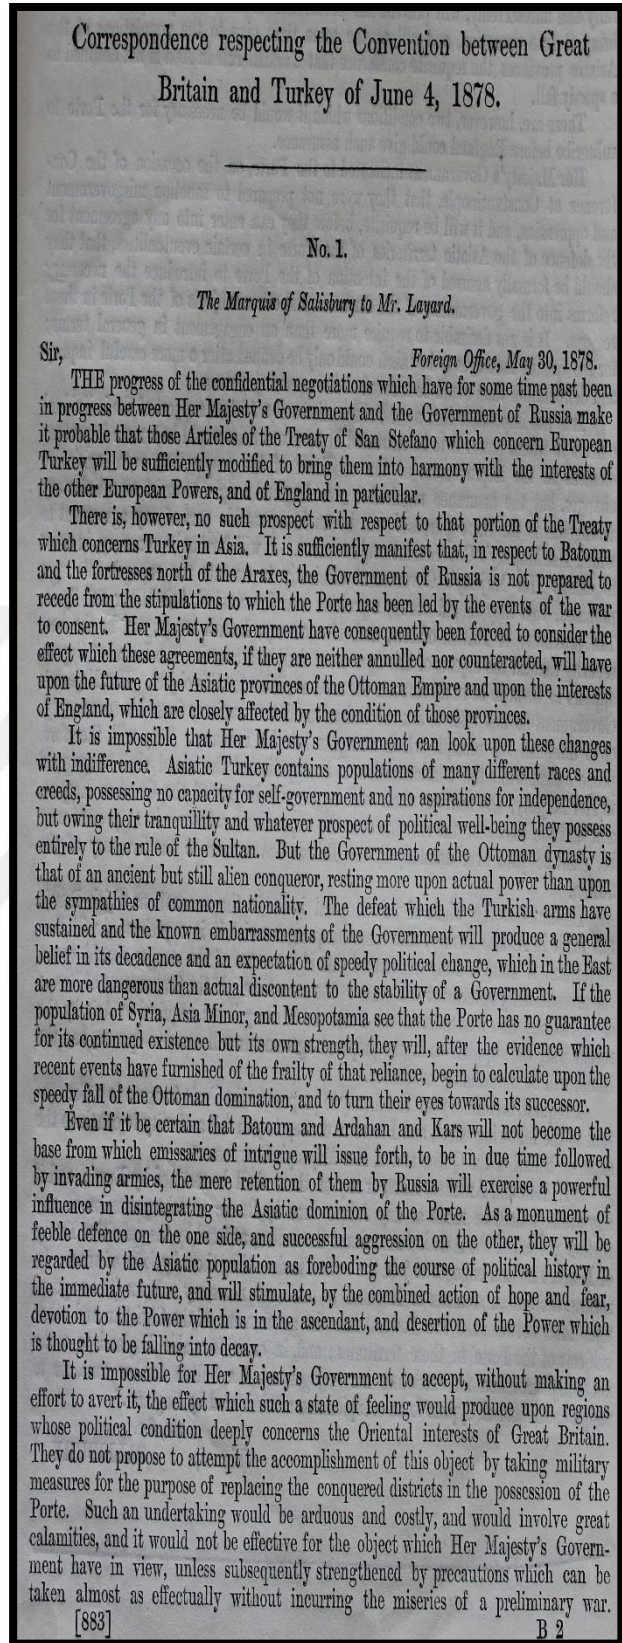 Correspondence respecting the Convention between Great
Britain and Turkey of June 4, 1878.
No. 1.
The Marquis of Salisbury to Mr. Layard.
Sir,
Foreign Office, May 30, 1878.
THE progress of the confidential negotiations which have for some time past been
in progress between Her Majesty's Government and the Government of Russia make
it probable that those Articles of the Treaty of San Stefano which concern European
Turkey will be sufficiently modified to bring them into harmony with the interests of
the other European Powers, and of England in particular.
There is, however, no such prospect with respect to that portion of the Treaty
which concerns Turkey in Asia. It is sufficiently manifest that, in respect to Batoum
and the fortresses north of the Araxes, the Government of Russia is not prepared to
recede from the stipulations to which the Porte has been led by the events of the war
to consent. Her Majesty's Government have consequently been forced to consider the
effect which these agreements, if they are neither annulled nor counteracted, will have
upon the future of the Asiatic provinces of the Ottoman Empire and upon the interests
of England, which are closely affected by the condition of those provinces.
It is impossible that Her Majesty's Government can look upon these changes
with indifference. Asiatic Turkey contains populations of many different races and
creeds, possessing no capacity for self-government and no aspirations for independence,
but owing their tranquillity and whatever prospect of political well-being they possess
entirely to the rule of the Sultan. But the Government of the Ottoman dynasty is
that of an ancient but still alien conqueror, resting more upon actual power than upon
the sympathies of common nationality. The defeat which the Turkish arms have
sustained and the known embarrassments of the Government will produce a general
belief in its decadence and an expectation of speedy political change, which in the East
are more dangerous than actual discontent to the stability of a Government. If the
population of Syria, Asia Minor, and Mesopotamia see that the Porte has no guarantee
for its continued existence but its own strength, they will, after the evidence which
recent events have furnished of the frailty of that reliance, begin to calculate upon the
speedy fall of the Ottoman domination, and to turn their eyes towards its successor.
Even if it be certain that Batoum and Ardahan and Kars will not become the
base from which emissaries of intrigue will issue forth, to be in due time followed
by invading armies, the mere retention of them by Russia will exercise a powerful
influence in disintegrating the Asiatic dominion of the Porte. As a monument of
feeble defence on the one side, and successful aggression on the other, they will be
regarded by the Asiatic population as foreboding the course of political history in
the immediate future, and will stimulate, by the combined action of hope and fear,
devotion to the Power which is in the ascendant, and desertion of the Power which
is thought to be falling into decay.
It is impossible for Her Majesty's Government to accept, without making an
effort to avert it, the effect which such a state of feeling would produce upon regions
whose political condition deeply concerns the Oriental interests of Great Britain.
They do not propose to attempt the accomplishment of this object by taking military
measures for the purpose of replacing the conquered districts in the possession of the
Porte. Such an undertaking would be arduous and costly, and would involve great
calamities, and it would not be effective for the object which Her Majesty's Govern-
ment have in view, unless subsequently strengthened by precautions which can be
taken almost as effectually without incurring the miseries of a preliminary war.
[883]
B 2